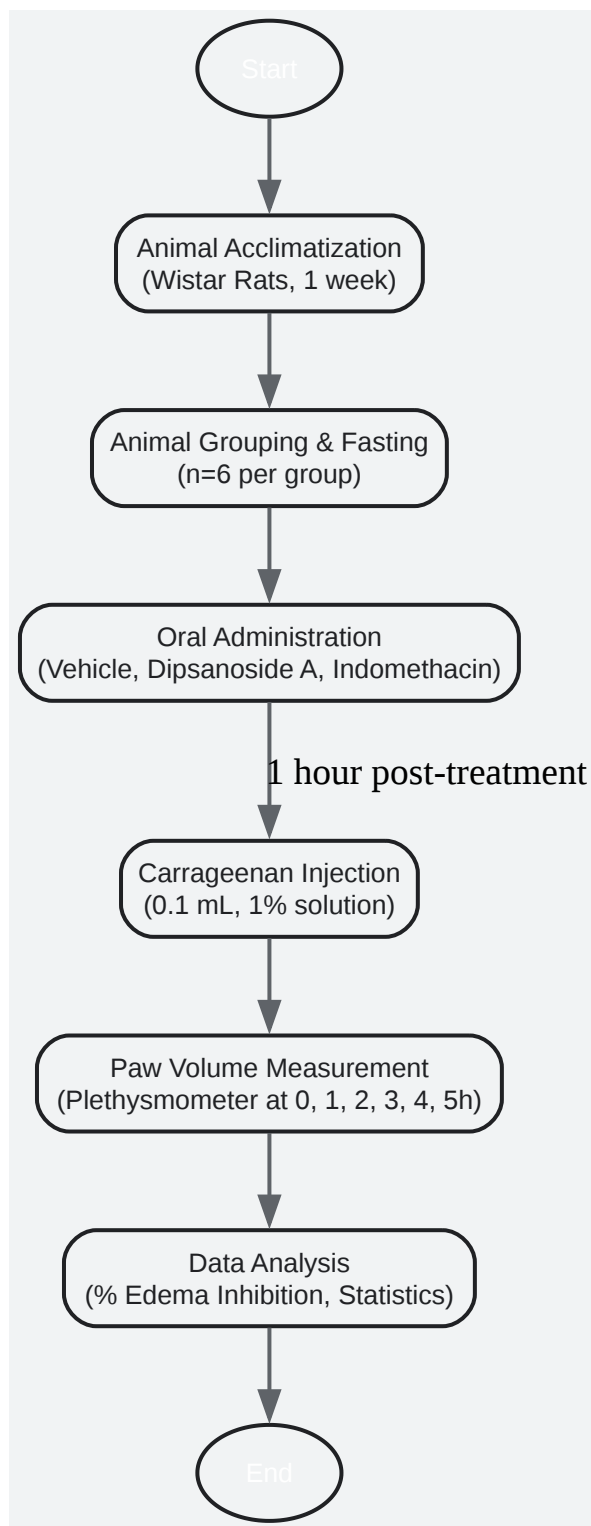 Start
Animal Acclimatization
(Wistar Rats, 1 week)
Animal Grouping & Fasting
(n=6 per group)
Oral Administration
(Vehicle, Dipsanoside A, Indomethacin)
1 hour post-treatment
Carrageenan Injection
(0.1 mL, 1% solution)
Paw Volume Measurement
(Plethysmometer at 0, 1, 2, 3, 4, 5h)
Data Analysis
(% Edema Inhibition, Statistics)
End